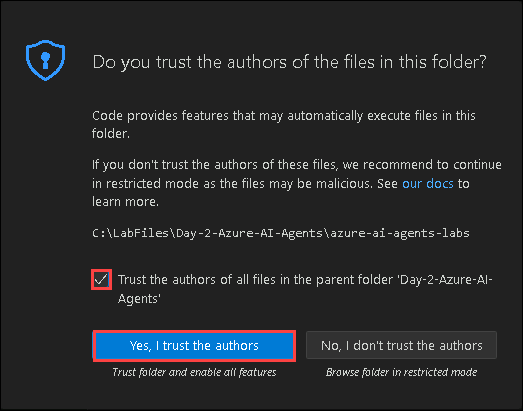 Do you trust the authors of the files in this folder?
Code provides features that may automatically execute files in this
folder.
If you don't trust the authors of these files, we recommend to continue
in restricted mode as the files may be malicious. See our docs to
learn more.
C:\LabFiles\Day-2-Azure-AI-Agents\azure-ai-agents-labs
Trust the authors of all files in the parent folder 'Day-2-Azure-AI-
Agents'
Yes, I trust the authors
No, I don't trust the authors
Trust folder and enable all features
Browse folder in restricted mode